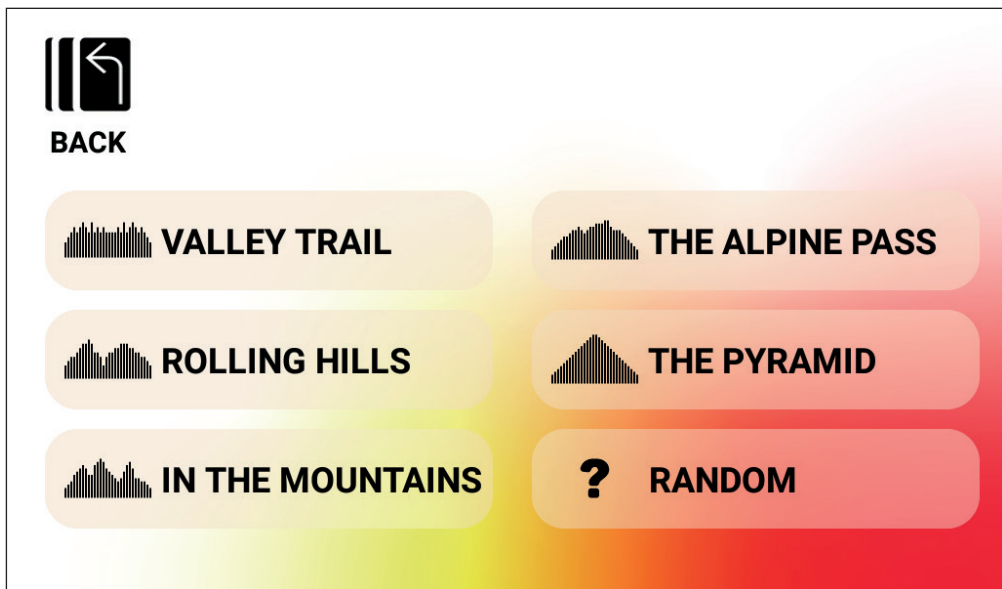 BACK
VALLEY TRAIL
THE ALPINE PASS
ROLLING HILLS
THE PYRAMID
IN THE MOUNTAINS
? RANDOM